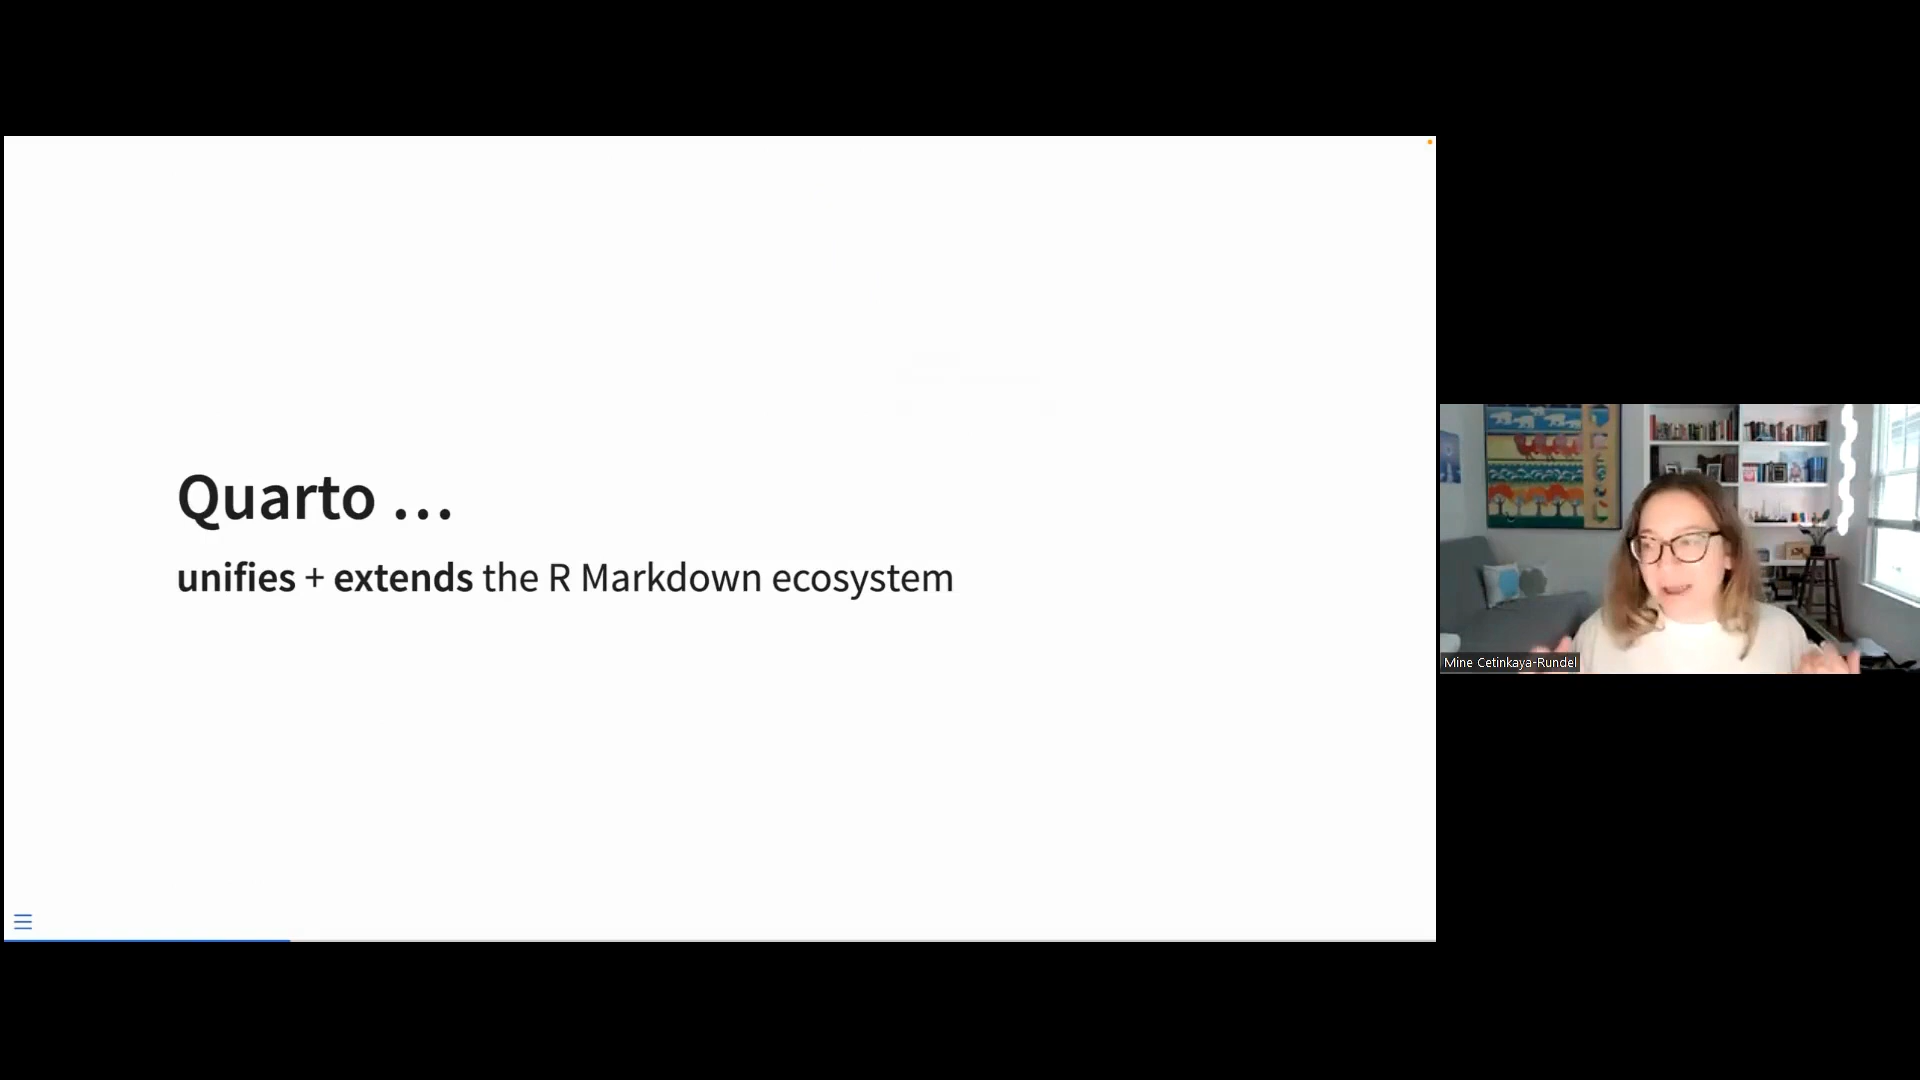 Quarto …
unifies + extends the R Markdown ecosystem
Mine Cetinkaya-Rundel